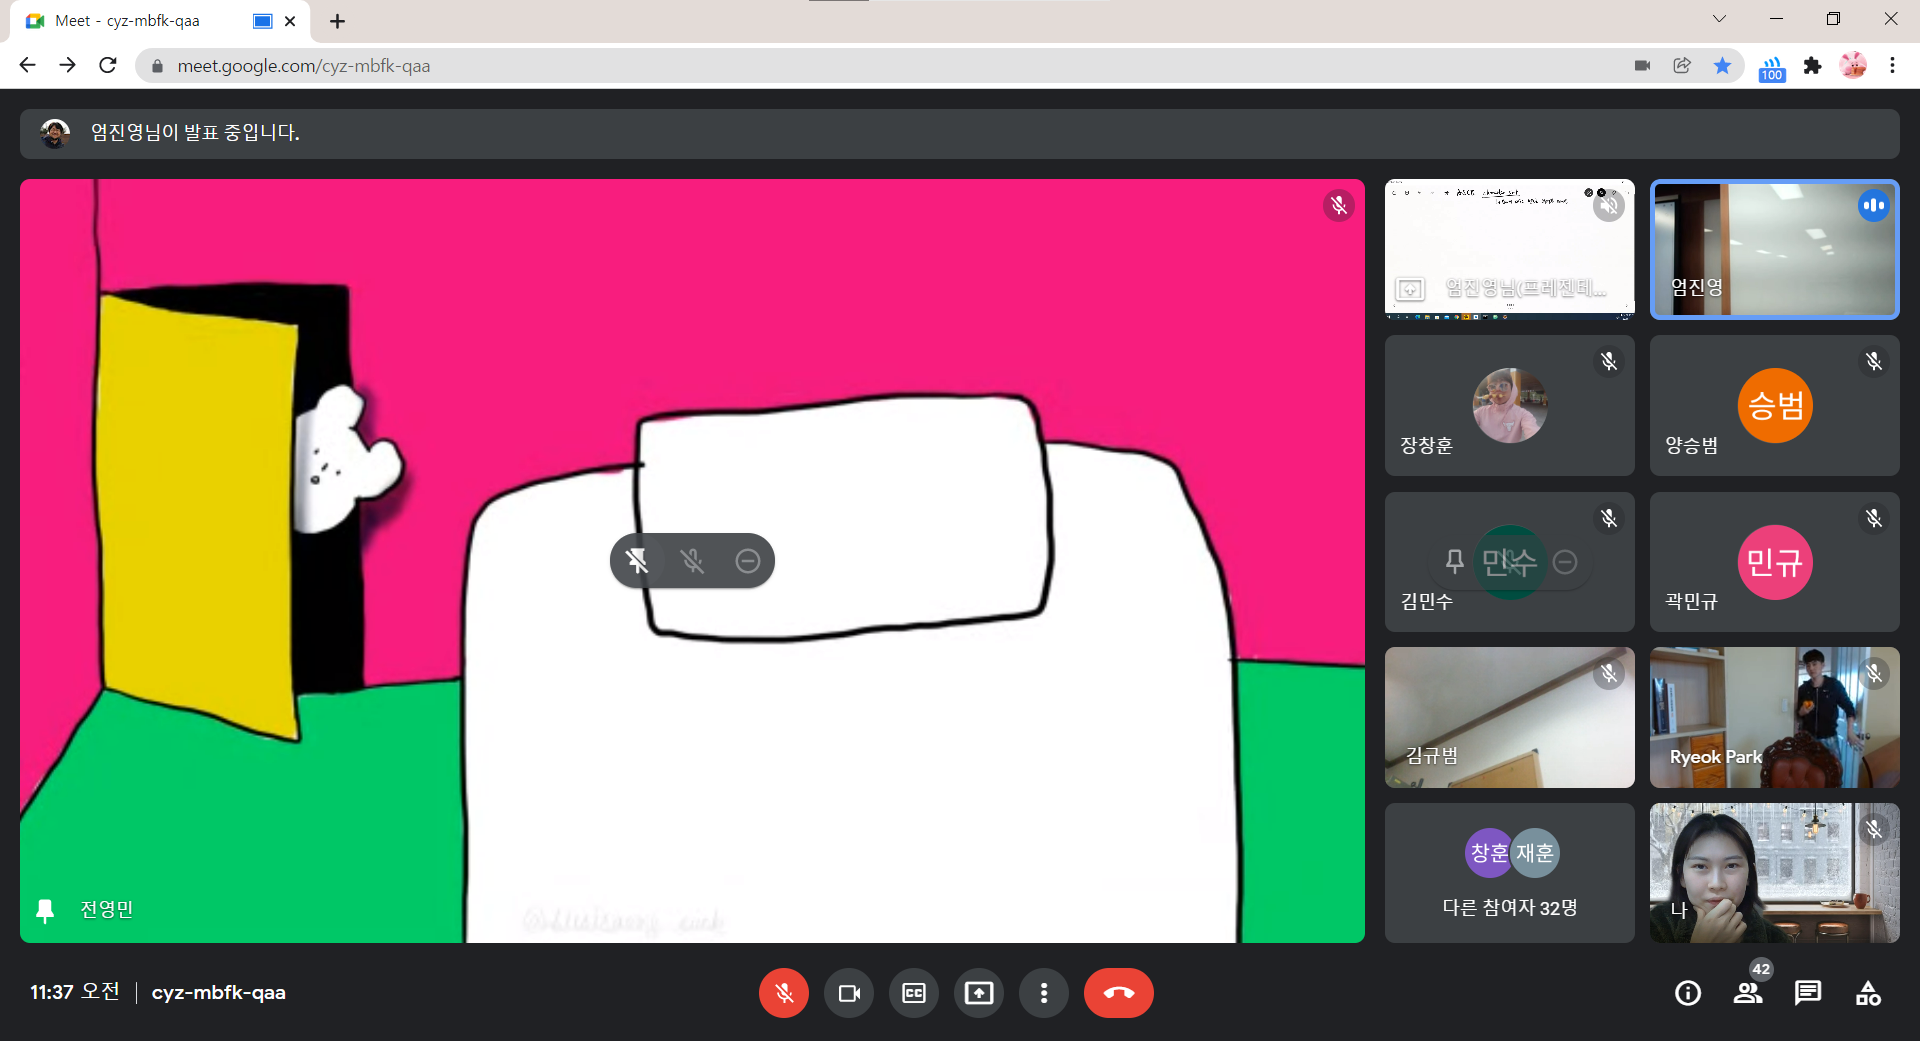 Meet - cyz-mbfk-qaa
meet.google.com/cyz-mbfk-qaa
100
엄진영님이 발표 중입니다.
엄진영님(프레젠테...
엄진영
장창훈
승범
양승범
민수
김민수
민규
곽민규
김규범
Ryeok Park
창훈
재훈
다른 참여자 32명
나
전영민
11:37 오전
cyz-mbfk-qaa
CC
42